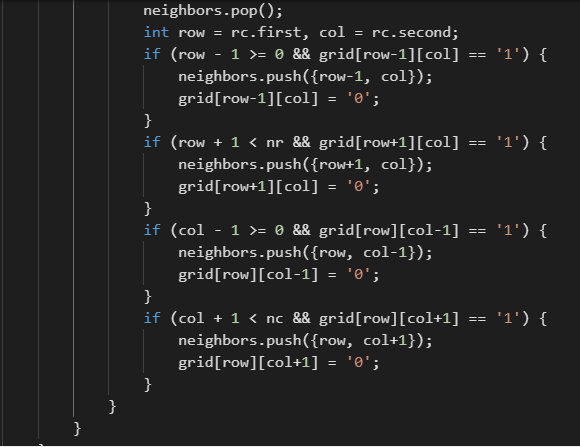 neighbors.pop();
int row = rc.first, col = rc.second;
if (row - 1 >= 0 && grid[row-1][col] == '1') {
neighbors.push({row-1, col});
grid[row-1][col] = '0';
}
if (row + 1 < nr && grid[row+1][col] == '1') {
neighbors.push({row+1, col});
grid[row+1][col] = '0';
}
if (col - 1 >= 0 && grid[row][col-1] == '1') {
neighbors.push({row, col-1});
grid[row][col-1] = '0';
}
if (col + 1 < nc && grid[row][col+1] == '1') {
neighbors.push({row, col+1});
grid[row][col+1] = '0';
}
}
}